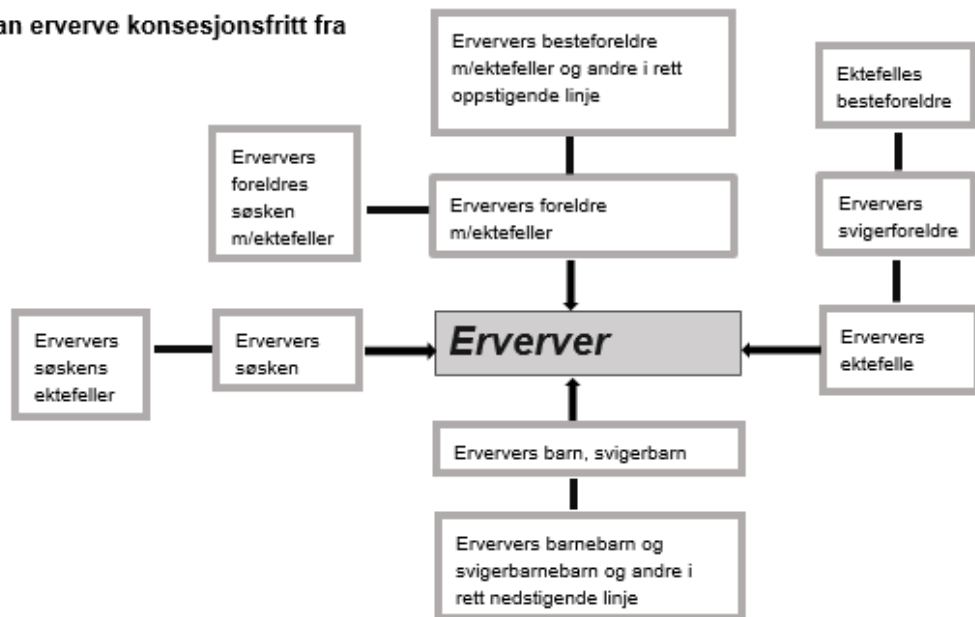 an erverve konsesjonsfritt fra
Erververs besteforeldre
m/ektefeller og andre i rett
oppstigende linje
Ektefelles
besteforeldre
Erververs
foreldres
søsken
m/ektefeller
Erververs foreldre
m/ektefeller
Erververs
svigerforeldre
Erververs
søskens
ektefeller
Erververs
søsken
Erverver
Erververs
ektefelle
Erververs barn, svigerbarn
Erververs barnebarn og
svigerbarnebarn og andre i
rett nedstigende linje